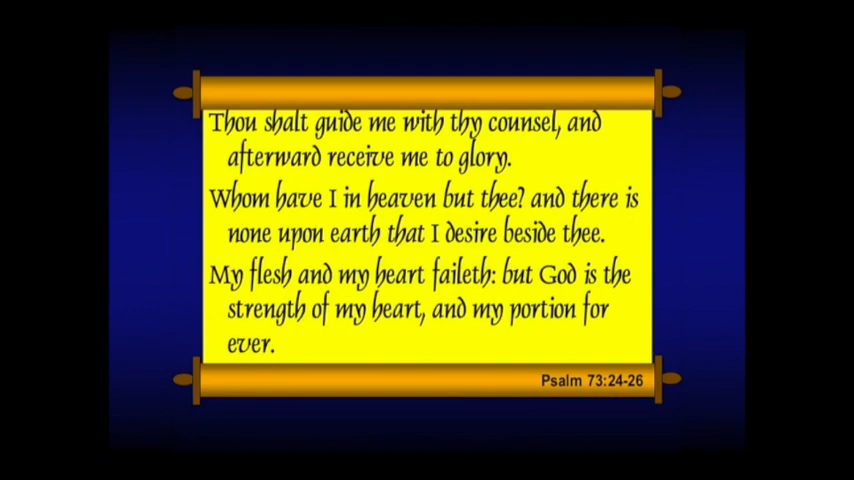 Thou shalt guide me with thy counsel, and
afterward receive me to glory.
Whom have I in heaven but thee? and there is
none upon earth that I desire beside thee.
My flesh and my heart faileth: but God is the
strength of my heart, and my portion for
ever.
Psalm 73:24-26